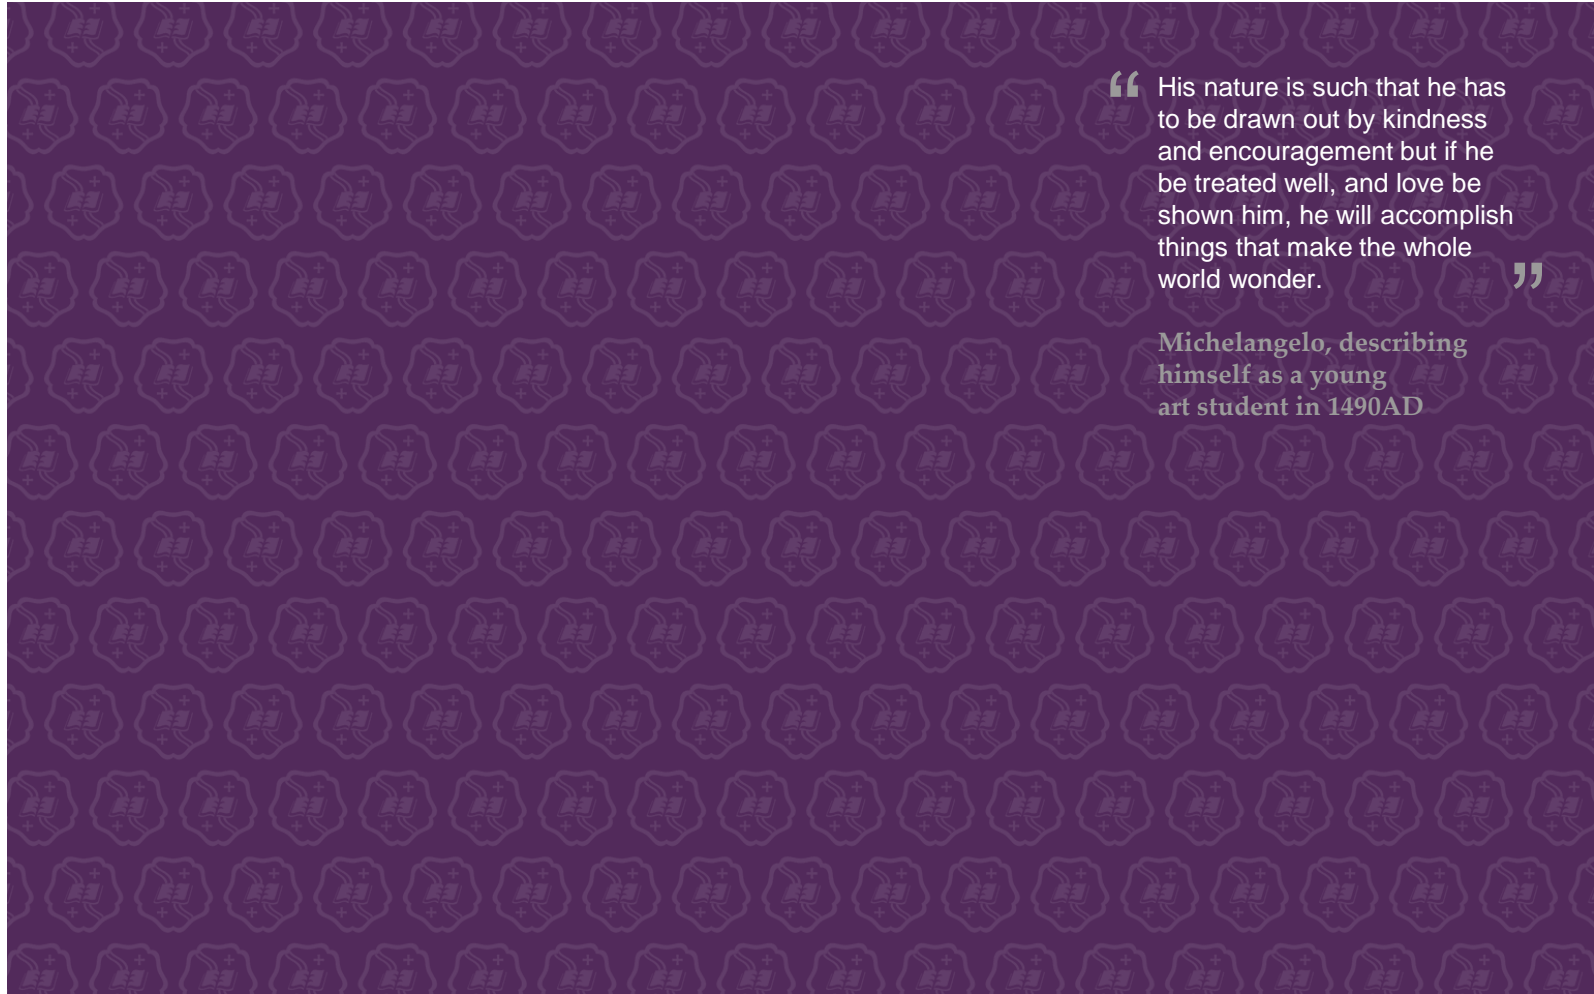 “ His nature is such that he has
to be drawn out by kindness
and encouragement but if he
be treated well, and love be
shown him, he will accomplish
things that make the whole
world wonder. ”
Michelangelo, describing
himself as a young
art student in 1490AD